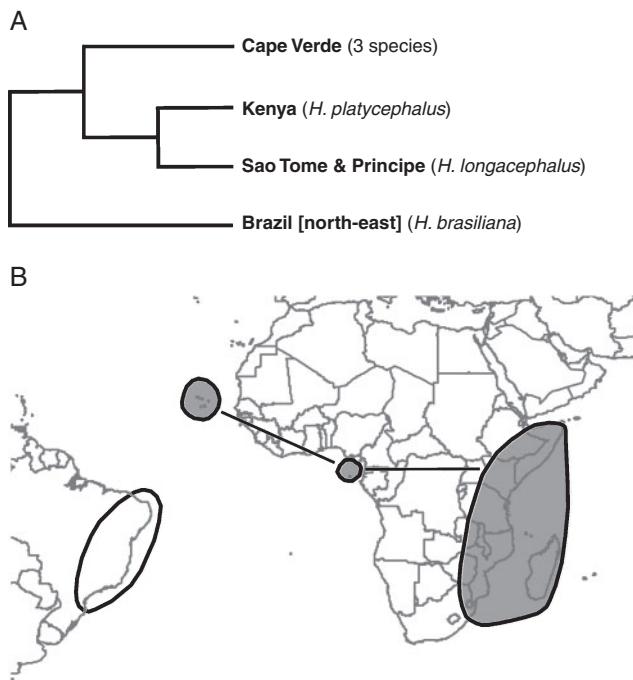 A
Cape Verde (3 species)
Kenya (H. platycephalus)
Sao Tome & Principe (H. longacephalus)
Brazil [north-east] (H. brasiliana)
B